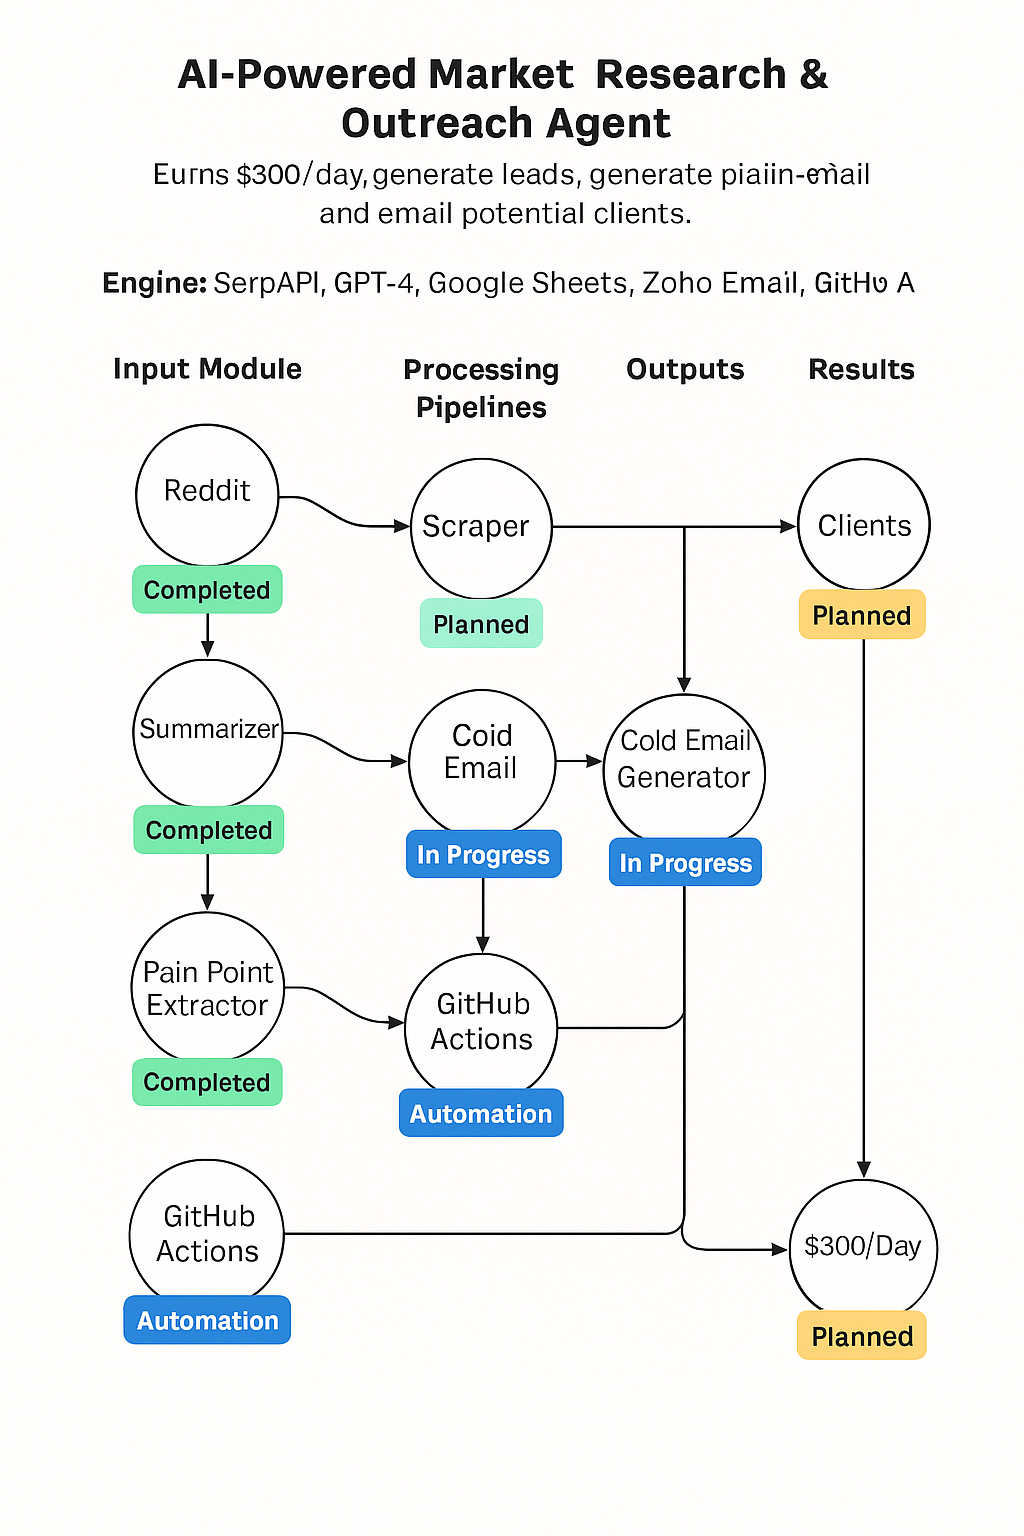 AI-Powered Market Research &
Outreach Agent
Eurns $300/day, generate leads, generate piaiin-email
and email potential clients.
Engine: SerpAPI, GPT-4, Google Sheets, Zoho Email, GitHu A
Input Module
Processing
Pipelines
Outputs
Results
Reddit
Completed
Scraper
Planned
Clients
Planned
Summarizer
Completed
Coid
Email
In Progress
Cold Email
Generator
In Progress
Pain Point
Extractor
Completed
GitHub
Actions
Automation
GitHub
Actions
Automation
$300/Day
Planned